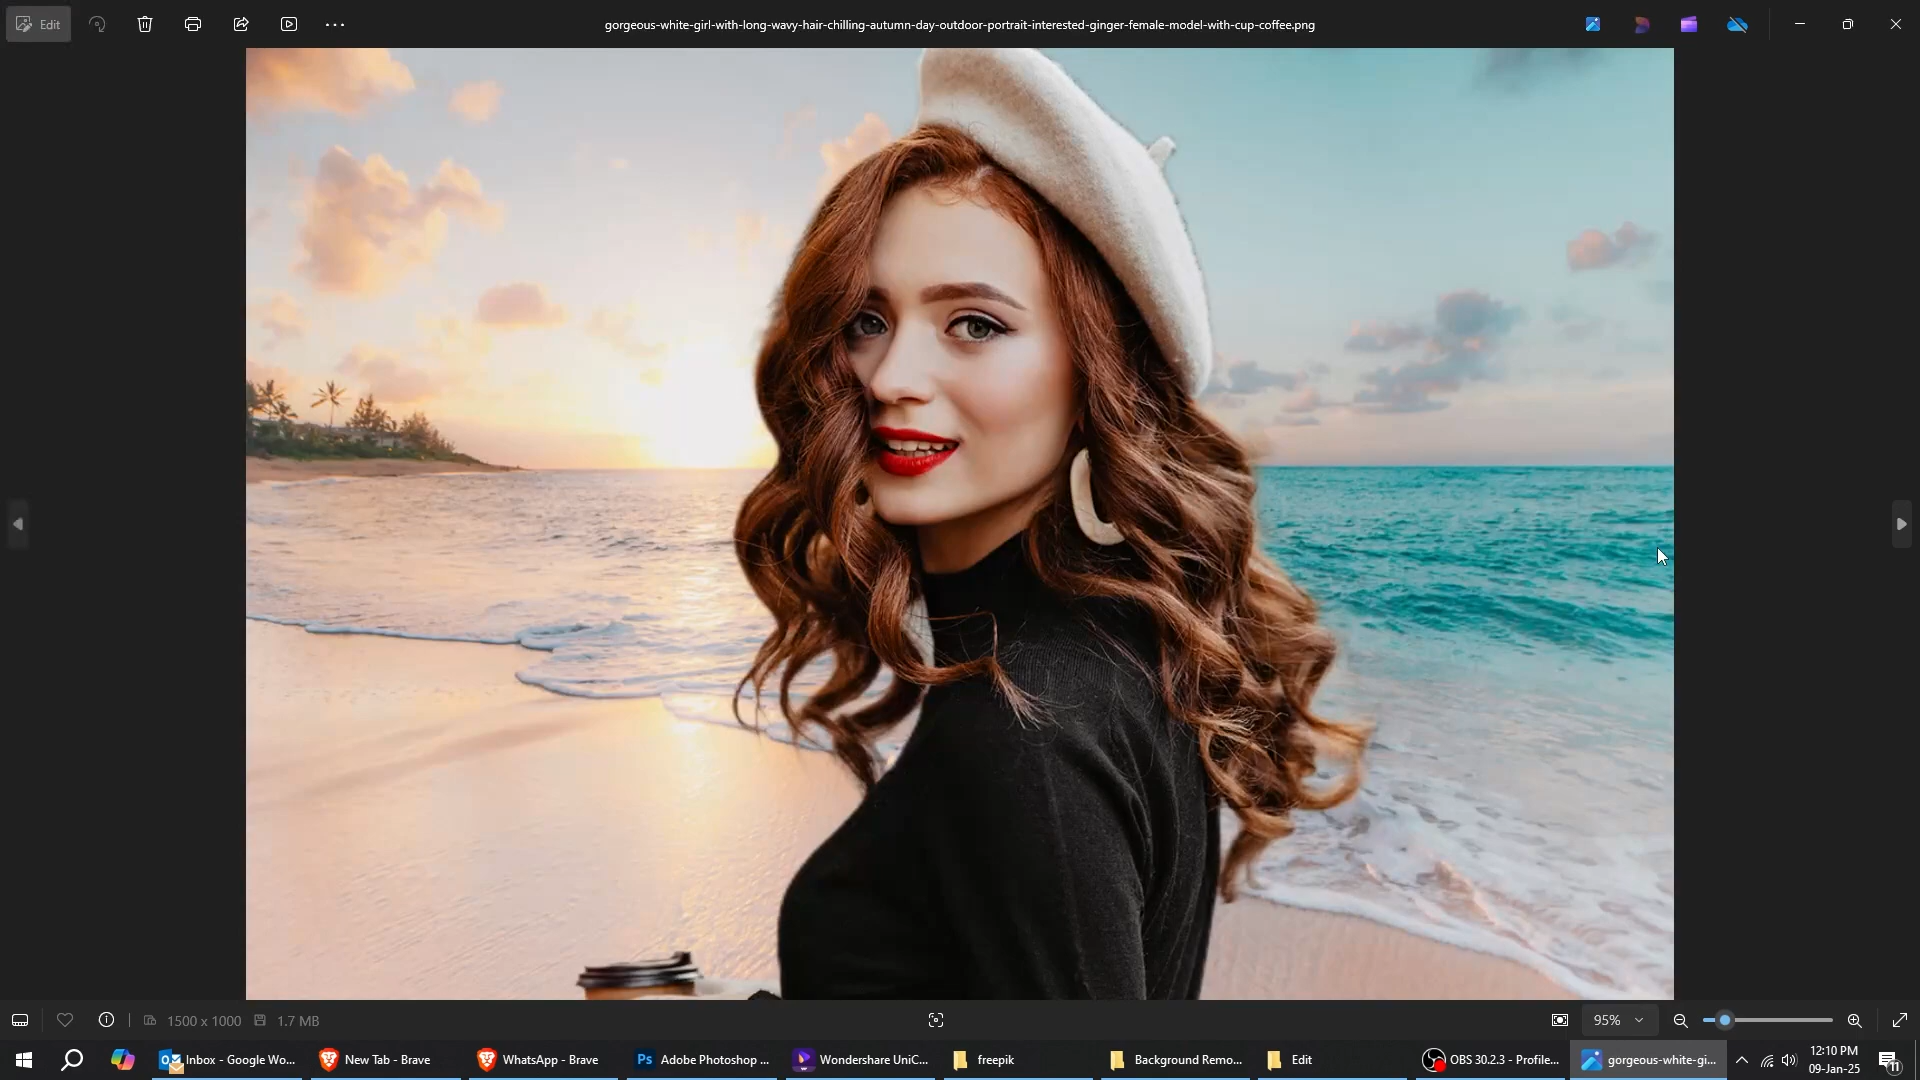 Edit
gorgeous-white-girl-with-long-wavy-hair-chilling-autumn-day-outdoor-portrait-interested-ginger-female-model-with-cup-coffee.png
1500 x 1000
1.7 MB
95%
Inbox - Google Wo...
New Tab - Brave
WhatsApp - Brave
Ps
Adobe Photoshop ...
Wondershare UniC...
freepik
Background Remo...
Edit
OBS 30.2.3 - Profile...
gorgeous-white-gi...
12:10 PM
09-Jan-25
11